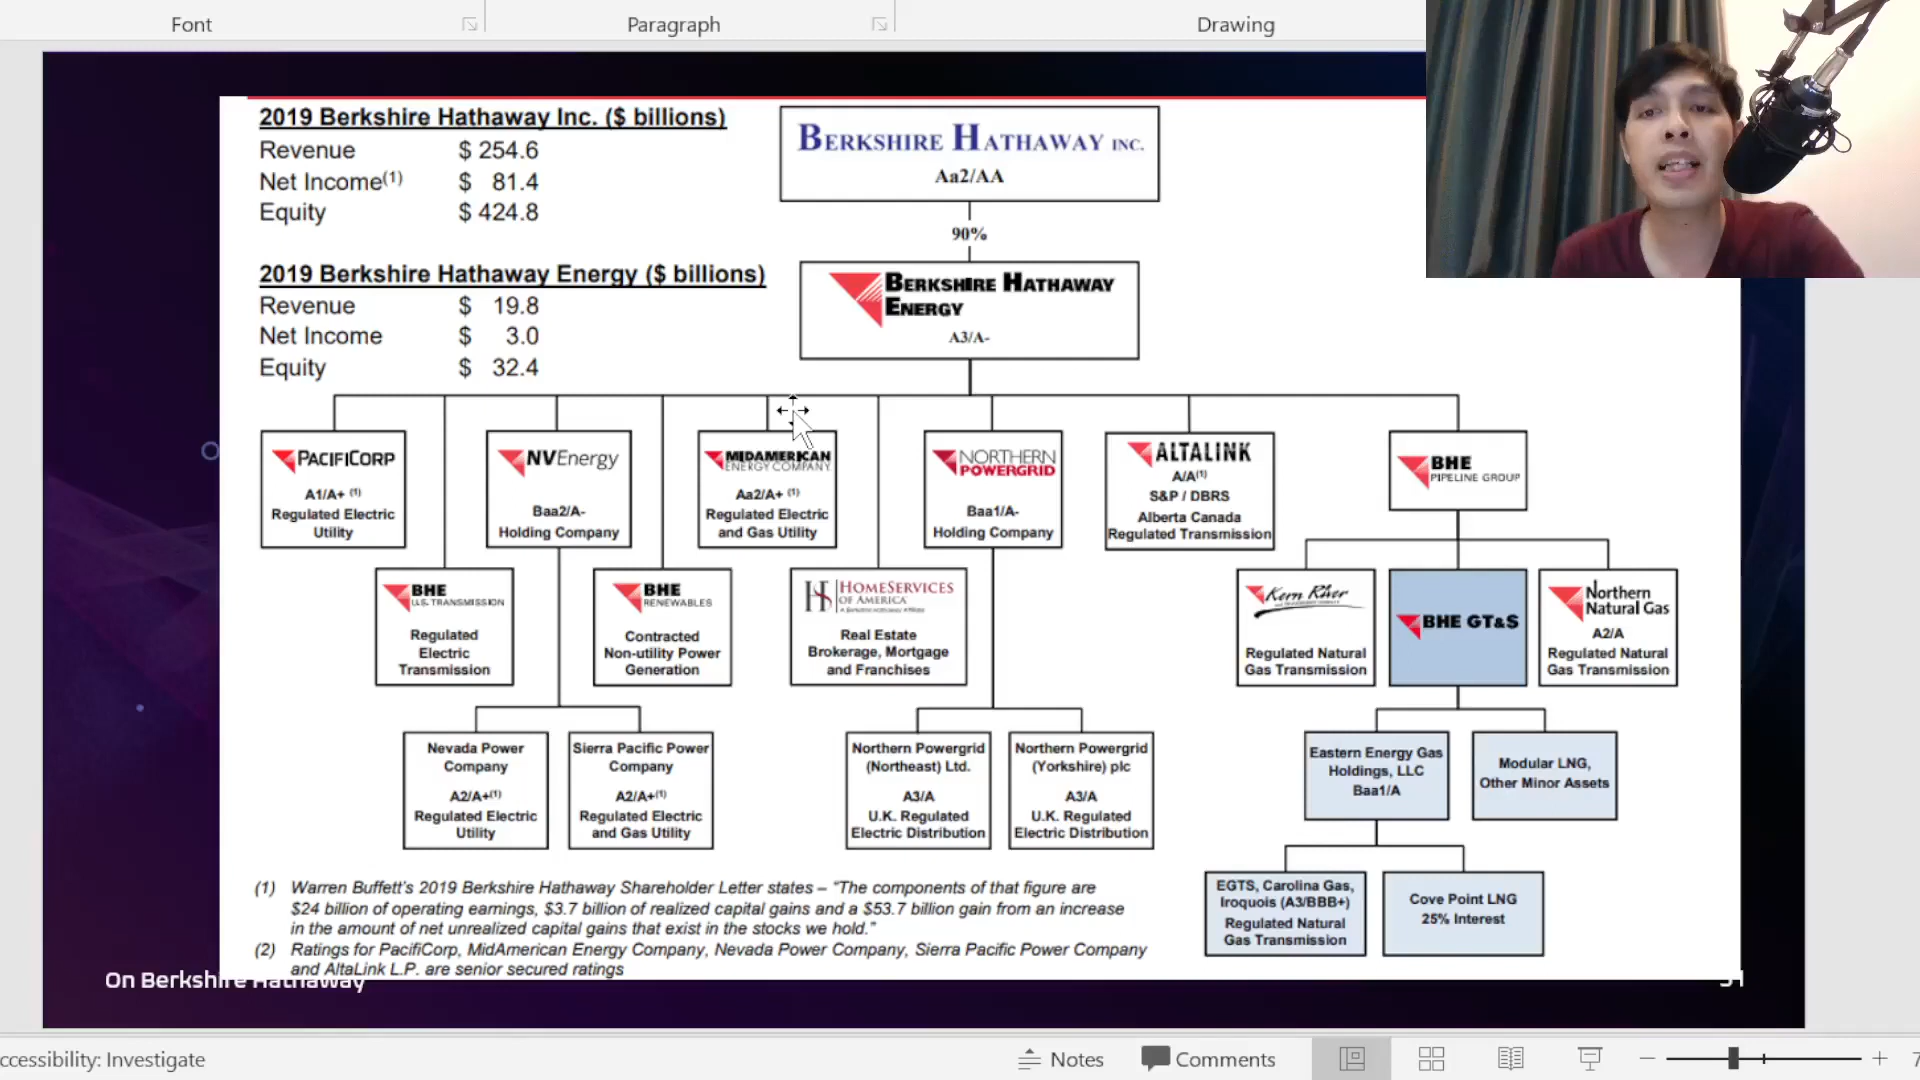 Font
Paragraph
Drawing
2019 Berkshire Hathaway Inc. ($ billions)
Revenue $ 254.6
Net Income(1) $ 81.4
Equity $ 424.8
BERKSHIRE HATHAWAY INC.
Aa2/AA
90%
2019 Berkshire Hathaway Energy ($ billions)
Revenue $ 19.8
Net Income $ 3.0
Equity $ 32.4
BERKSHIRE HATHAWAY
ENERGY
A3/A-
PACIFICORP
A1/A+ (1)
Regulated Electric
Utility
NVEnergy
Baa2/A-
Holding Company
MIDAMERICAN
ENERGY COMPANY
Aa2/A+ (1)
Regulated Electric
and Gas Utility
NORTHERN
POWERGRID
Baa1/A-
Holding Company
ALTALINK
A/A(1)
S&P / DBRS
Alberta Canada
Regulated Transmission
BHE
PIPELINE GROUP
BHE
U.S. TRANSMISSION
Regulated
Electric
Transmission
BHE
RENEWABLES
Contracted
Non-utility Power
Generation
HS HOMESERVICES
OF AMERICA
A Berkshire Hathaway Affiliate
Real Estate
Brokerage, Mortgage
and Franchises
Kern River
Regulated Natural
Gas Transmission
BHE GT&S
Northern
Natural Gas
A2/A
Regulated Natural
Gas Transmission
Nevada Power
Company
A2/A+(1)
Regulated Electric
Utility
Sierra Pacific Power
Company
A2/A+(1)
Regulated Electric
and Gas Utility
Northern Powergrid
(Northeast) Ltd.
A3/A
U.K. Regulated
Electric Distribution
Northern Powergrid
(Yorkshire) plc
A3/A
U.K. Regulated
Electric Distribution
Eastern Energy Gas
Holdings, LLC
Baa1/A
Modular LNG,
Other Minor Assets
EGTS, Carolina Gas,
Iroquois (A3/BBB+)
Regulated Natural
Gas Transmission
Cove Point LNG
25% Interest
(1) Warren Buffett's 2019 Berkshire Hathaway Shareholder Letter states – "The components of that figure are
$24 billion of operating earnings, $3.7 billion of realized capital gains and a $53.7 billion gain from an increase
in the amount of net unrealized capital gains that exist in the stocks we hold."
(2) Ratings for PacifiCorp, MidAmerican Energy Company, Nevada Power Company, Sierra Pacific Power Company
and AltaLink L.P. are senior secured ratings
On Berkshire Hathaway
ccessibility: Investigate
Notes
Comments
7